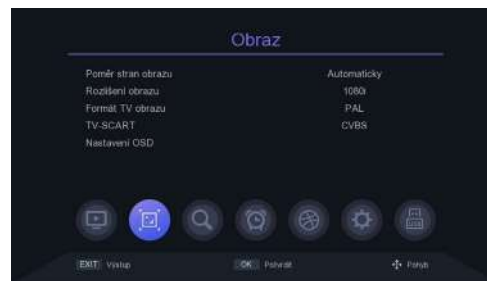 Obraz
Poměr stran obrazu Automaticky
Rozlišení obrazu 1080i
Formát TV obrazu PAL
TV-SCART CVBS
Nastavení OSD
EXIT Výstup OK Potvrdit Pohyb